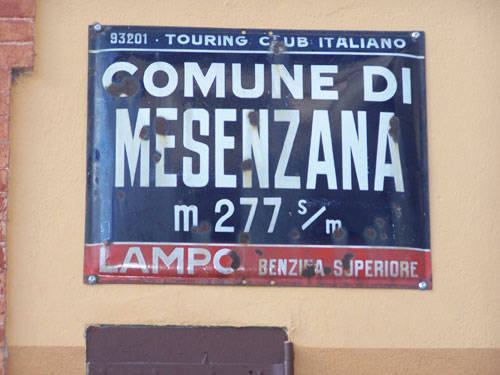 93201 · TOURING CLUB ITALIANO
COMUNE DI
MESENZANA
m 277 s/m
LAMPO BENZINA SUPERIORE